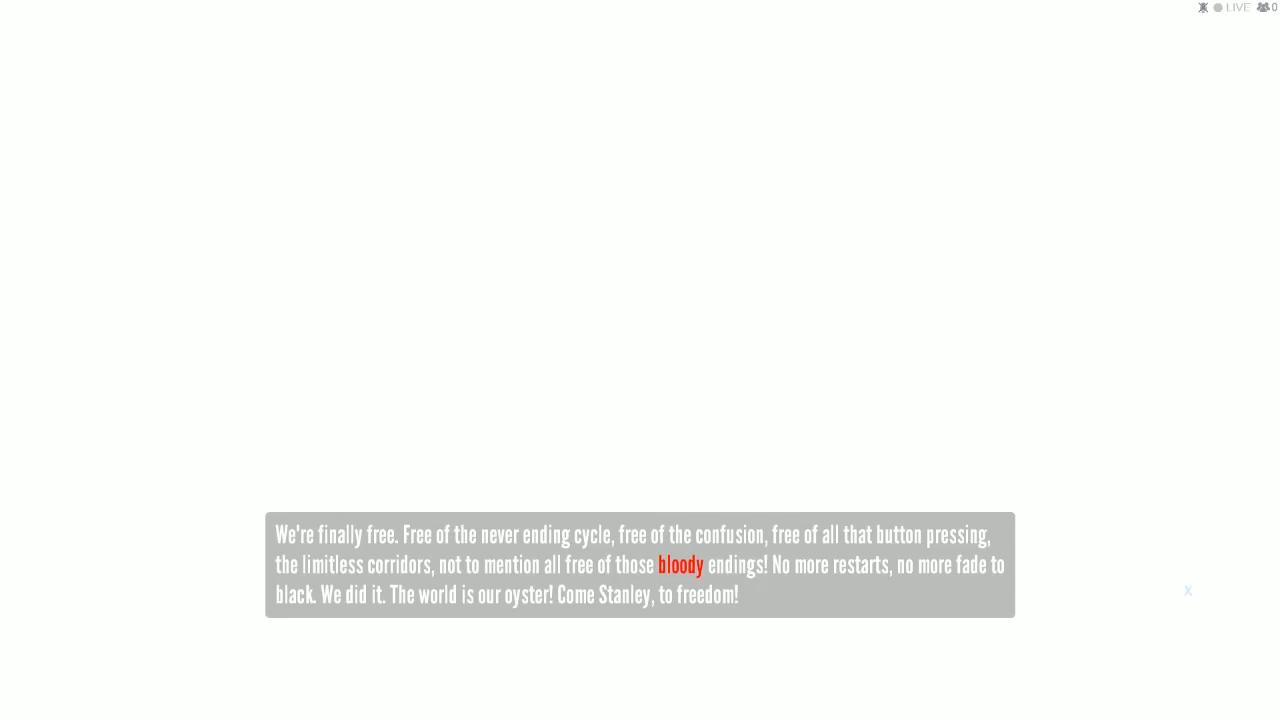 LIVE 0
We're finally free. Free of the never ending cycle, free of the confusion, free of all that button pressing,
the limitless corridors, not to mention all free of those bloody endings! No more restarts, no more fade to
black. We did it. The world is our oyster! Come Stanley, to freedom!
X